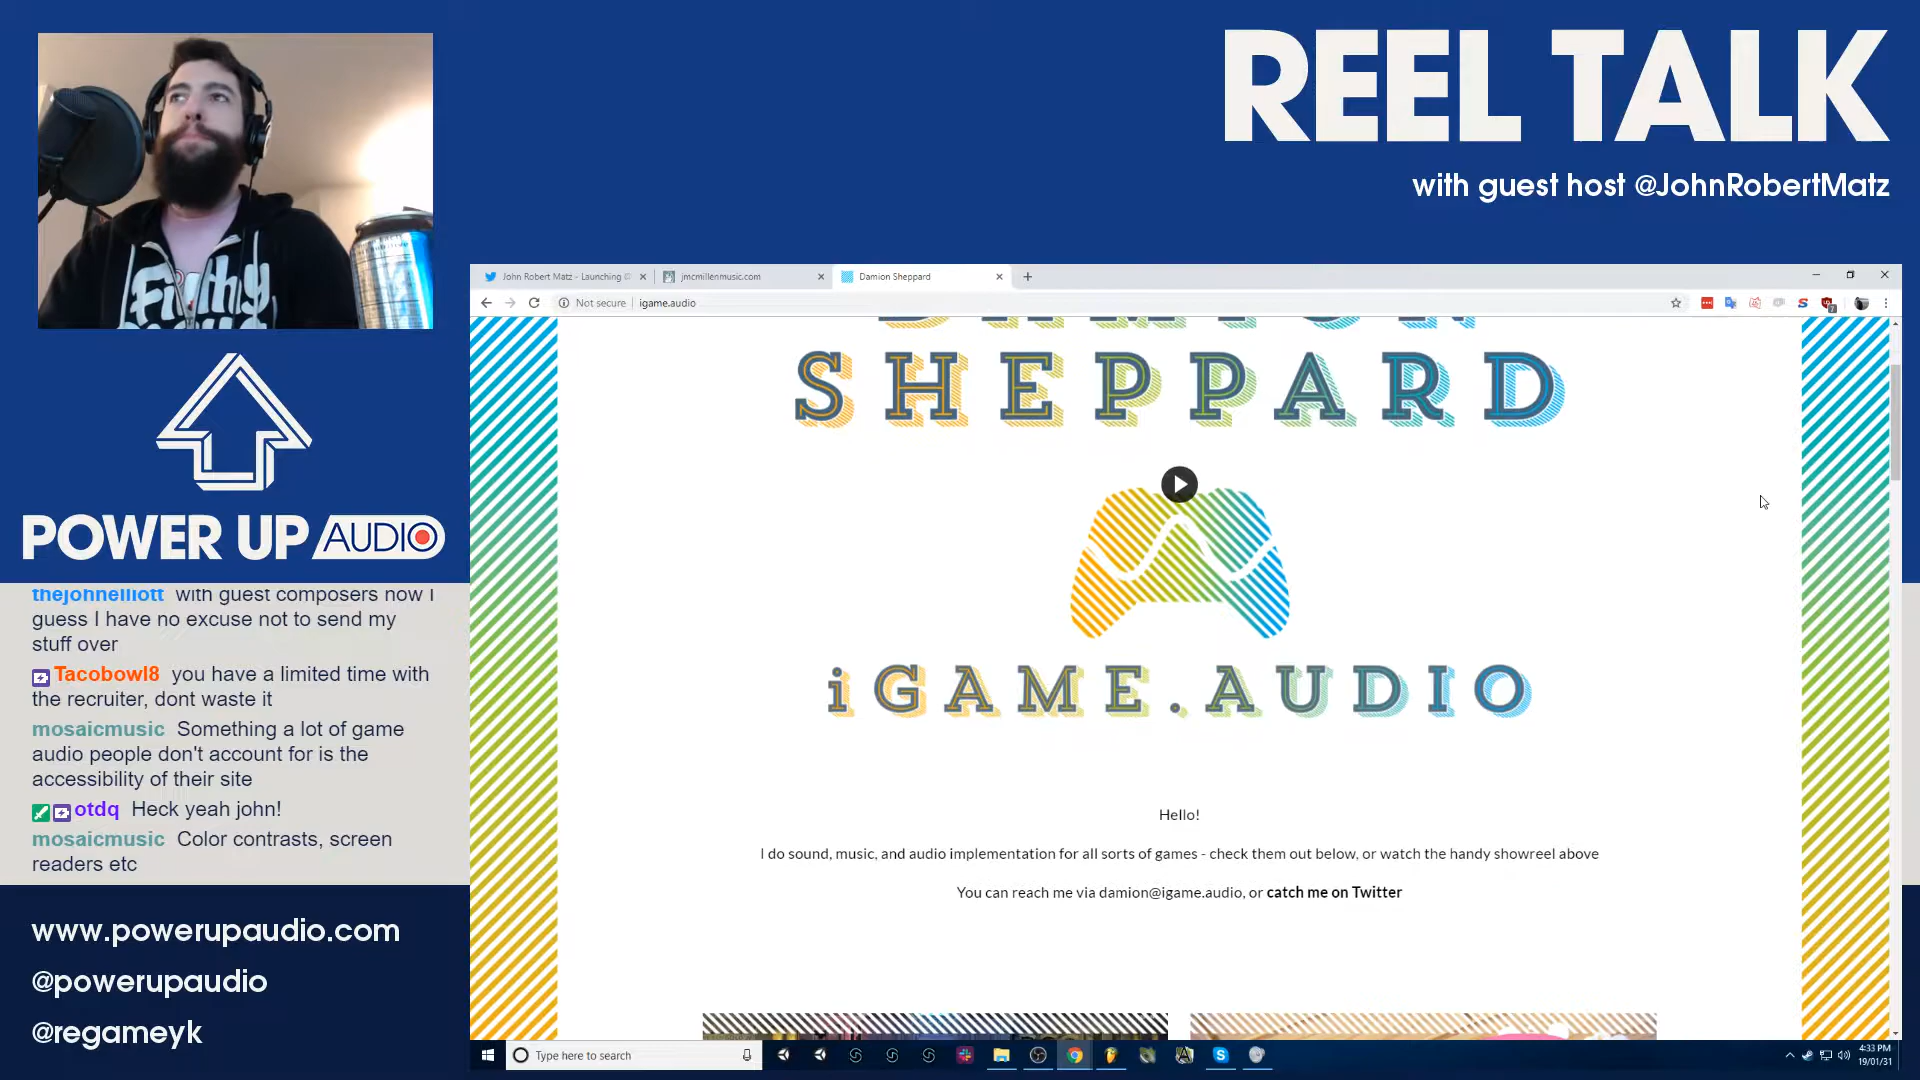 REEL TALK
with guest host @JohnRobertMatz
Filthy
POWER UP AUDIO
thejohnelliott with guest composers now I
guess I have no excuse not to send my
stuff over
Tacobowl8 you have a limited time with
the recruiter, dont waste it
mosaicmusic Something a lot of game
audio people don't account for is the
accessibility of their site
otdq Heck yeah john!
mosaicmusic Color contrasts, screen
readers etc
www.powerupaudio.com
@powerupaudio
@regameyk
John Robert Matz - Launching
jmcmillenmusic.com
Damion Sheppard
Not secure
igame.audio
DAMION
SHEPPARD
iGAME.AUDIO
Hello!
I do sound, music, and audio implementation for all sorts of games - check them out below, or watch the handy showreel above
You can reach me via damion@igame.audio, or catch me on Twitter
Type here to search
4:33 PM
19/01/31